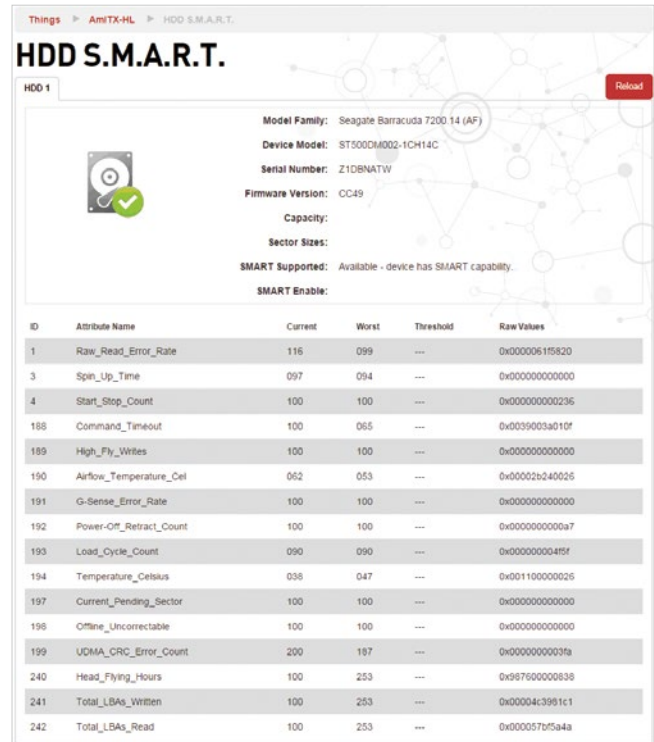 Things AmITX-HL HDD S.M.A.R.T.
HDD S.M.A.R.T.
HDD 1
Reload
Model Family: Seagate Barracuda 7200.14 (AF)
Device Model: ST500DM002-1CH14C
Serial Number: Z1DBNATW
Firmware Version: CC49
Capacity:
Sector Sizes:
SMART Supported: Available - device has SMART capability.
SMART Enable:
ID Attribute Name Current Worst Threshold Raw Values
1 Raw_Read_Error_Rate 116 099 --- 0x0000061f5820
3 Spin_Up_Time 097 094 --- 0x000000000000
4 Start_Stop_Count 100 100 --- 0x000000000236
188 Command_Timeout 100 065 --- 0x0039003a010f
189 High_Fly_Writes 100 100 --- 0x000000000000
190 Airflow_Temperature_Cel 062 053 --- 0x00002b240026
191 G-Sense_Error_Rate 100 100 --- 0x000000000000
192 Power-Off_Retract_Count 100 100 --- 0x0000000000a7
193 Load_Cycle_Count 090 090 --- 0x000000004f5f
194 Temperature_Celsius 038 047 --- 0x001100000026
197 Current_Pending_Sector 100 100 --- 0x000000000000
198 Offline_Uncorrectable 100 100 --- 0x000000000000
199 UDMA_CRC_Error_Count 200 187 --- 0x0000000003fa
240 Head_Flying_Hours 100 253 --- 0x987600000838
241 Total_LBAs_Written 100 253 --- 0x00004c3981c1
242 Total_LBAs_Read 100 253 --- 0x000057bf5a4a